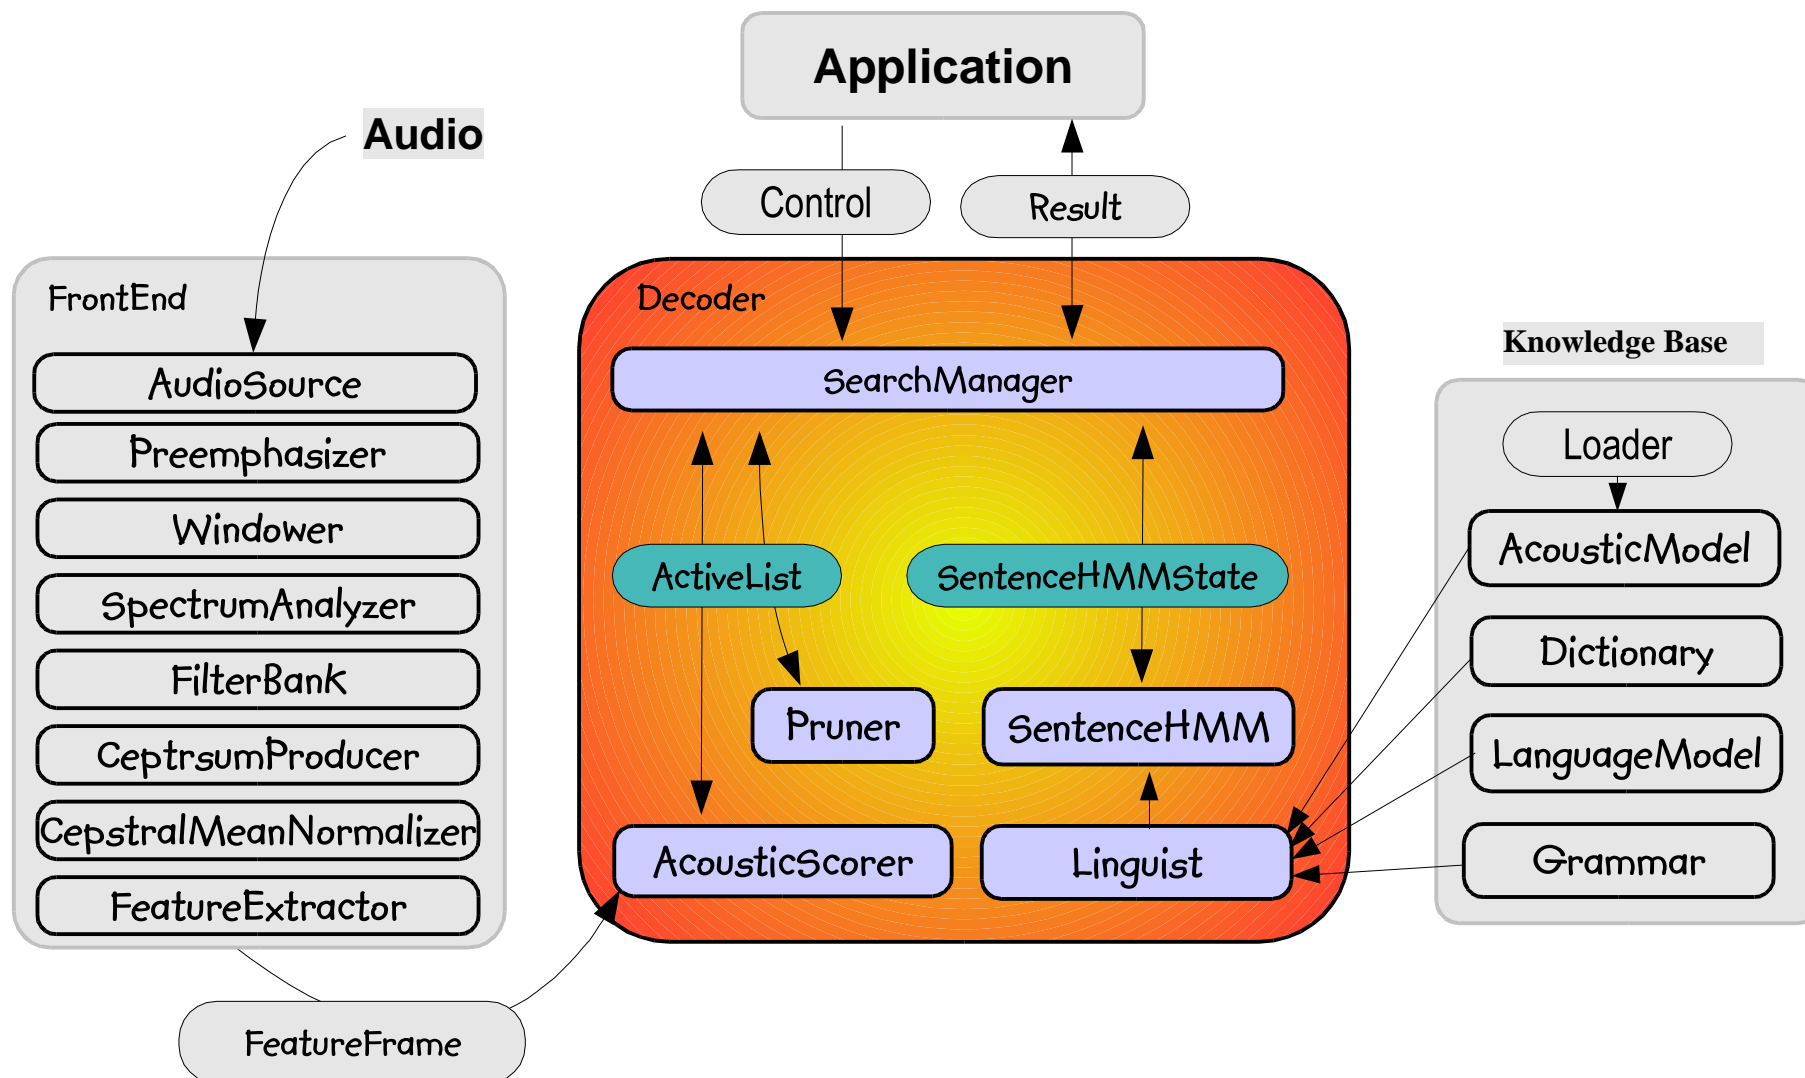 Application
Audio
Control
Result
FrontEnd
AudioSource
Preemphasizer
Windower
SpectrumAnalyzer
FilterBank
CeptrsumProducer
CepstralMeanNormalizer
FeatureExtractor
FeatureFrame
Decoder
SearchManager
ActiveList
SentenceHMMState
Pruner
SentenceHMM
AcousticScorer
Linguist
Knowledge Base
Loader
AcousticModel
Dictionary
LanguageModel
Grammar